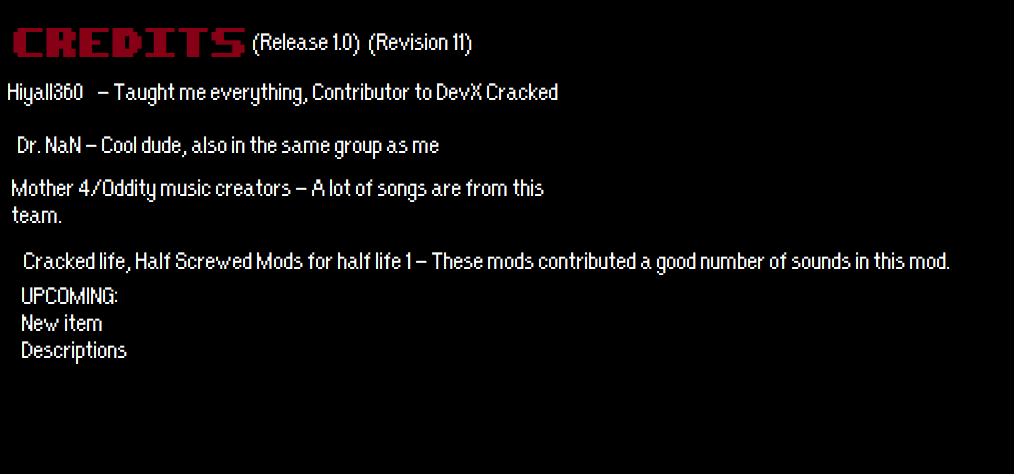 CREDITS (Release 1.0) (Revision 11)
Hiyall360 – Taught me everything, Contributor to DevX Cracked
Dr. NaN – Cool dude, also in the same group as me
Mother 4/Oddity music creators – A lot of songs are from this
team.
Cracked life, Half Screwed Mods for half life 1 – These mods contributed a good number of sounds in this mod.
UPCOMING:
New item
Descriptions